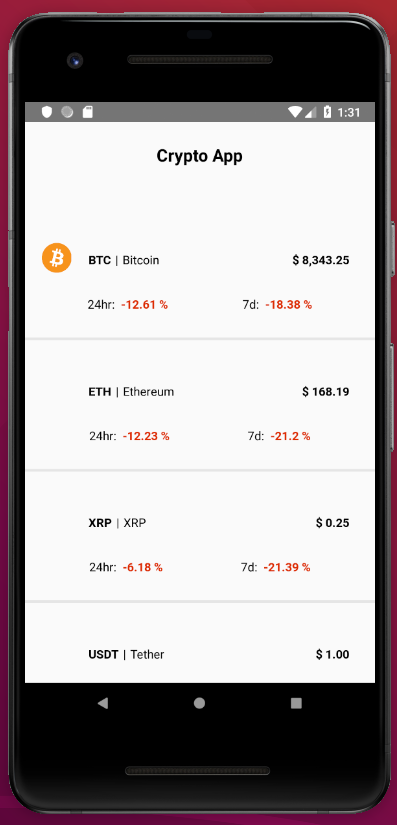 1:31
Crypto App
BTC | Bitcoin $ 8,343.25
24hr: -12.61 % 7d: -18.38 %
ETH | Ethereum $ 168.19
24hr: -12.23 % 7d: -21.2 %
XRP | XRP $ 0.25
24hr: -6.18 % 7d: -21.39 %
USDT | Tether $ 1.00